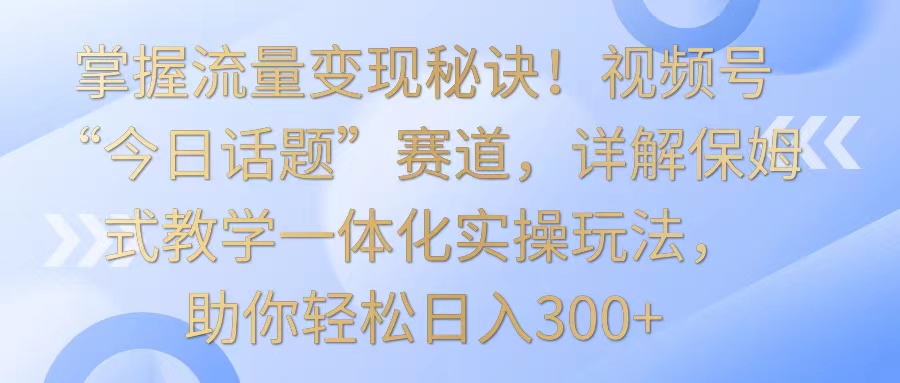 掌握流量变现秘诀！视频号
“今日话题”赛道，详解保姆
式教学一体化实操玩法，
助你轻松日入300+